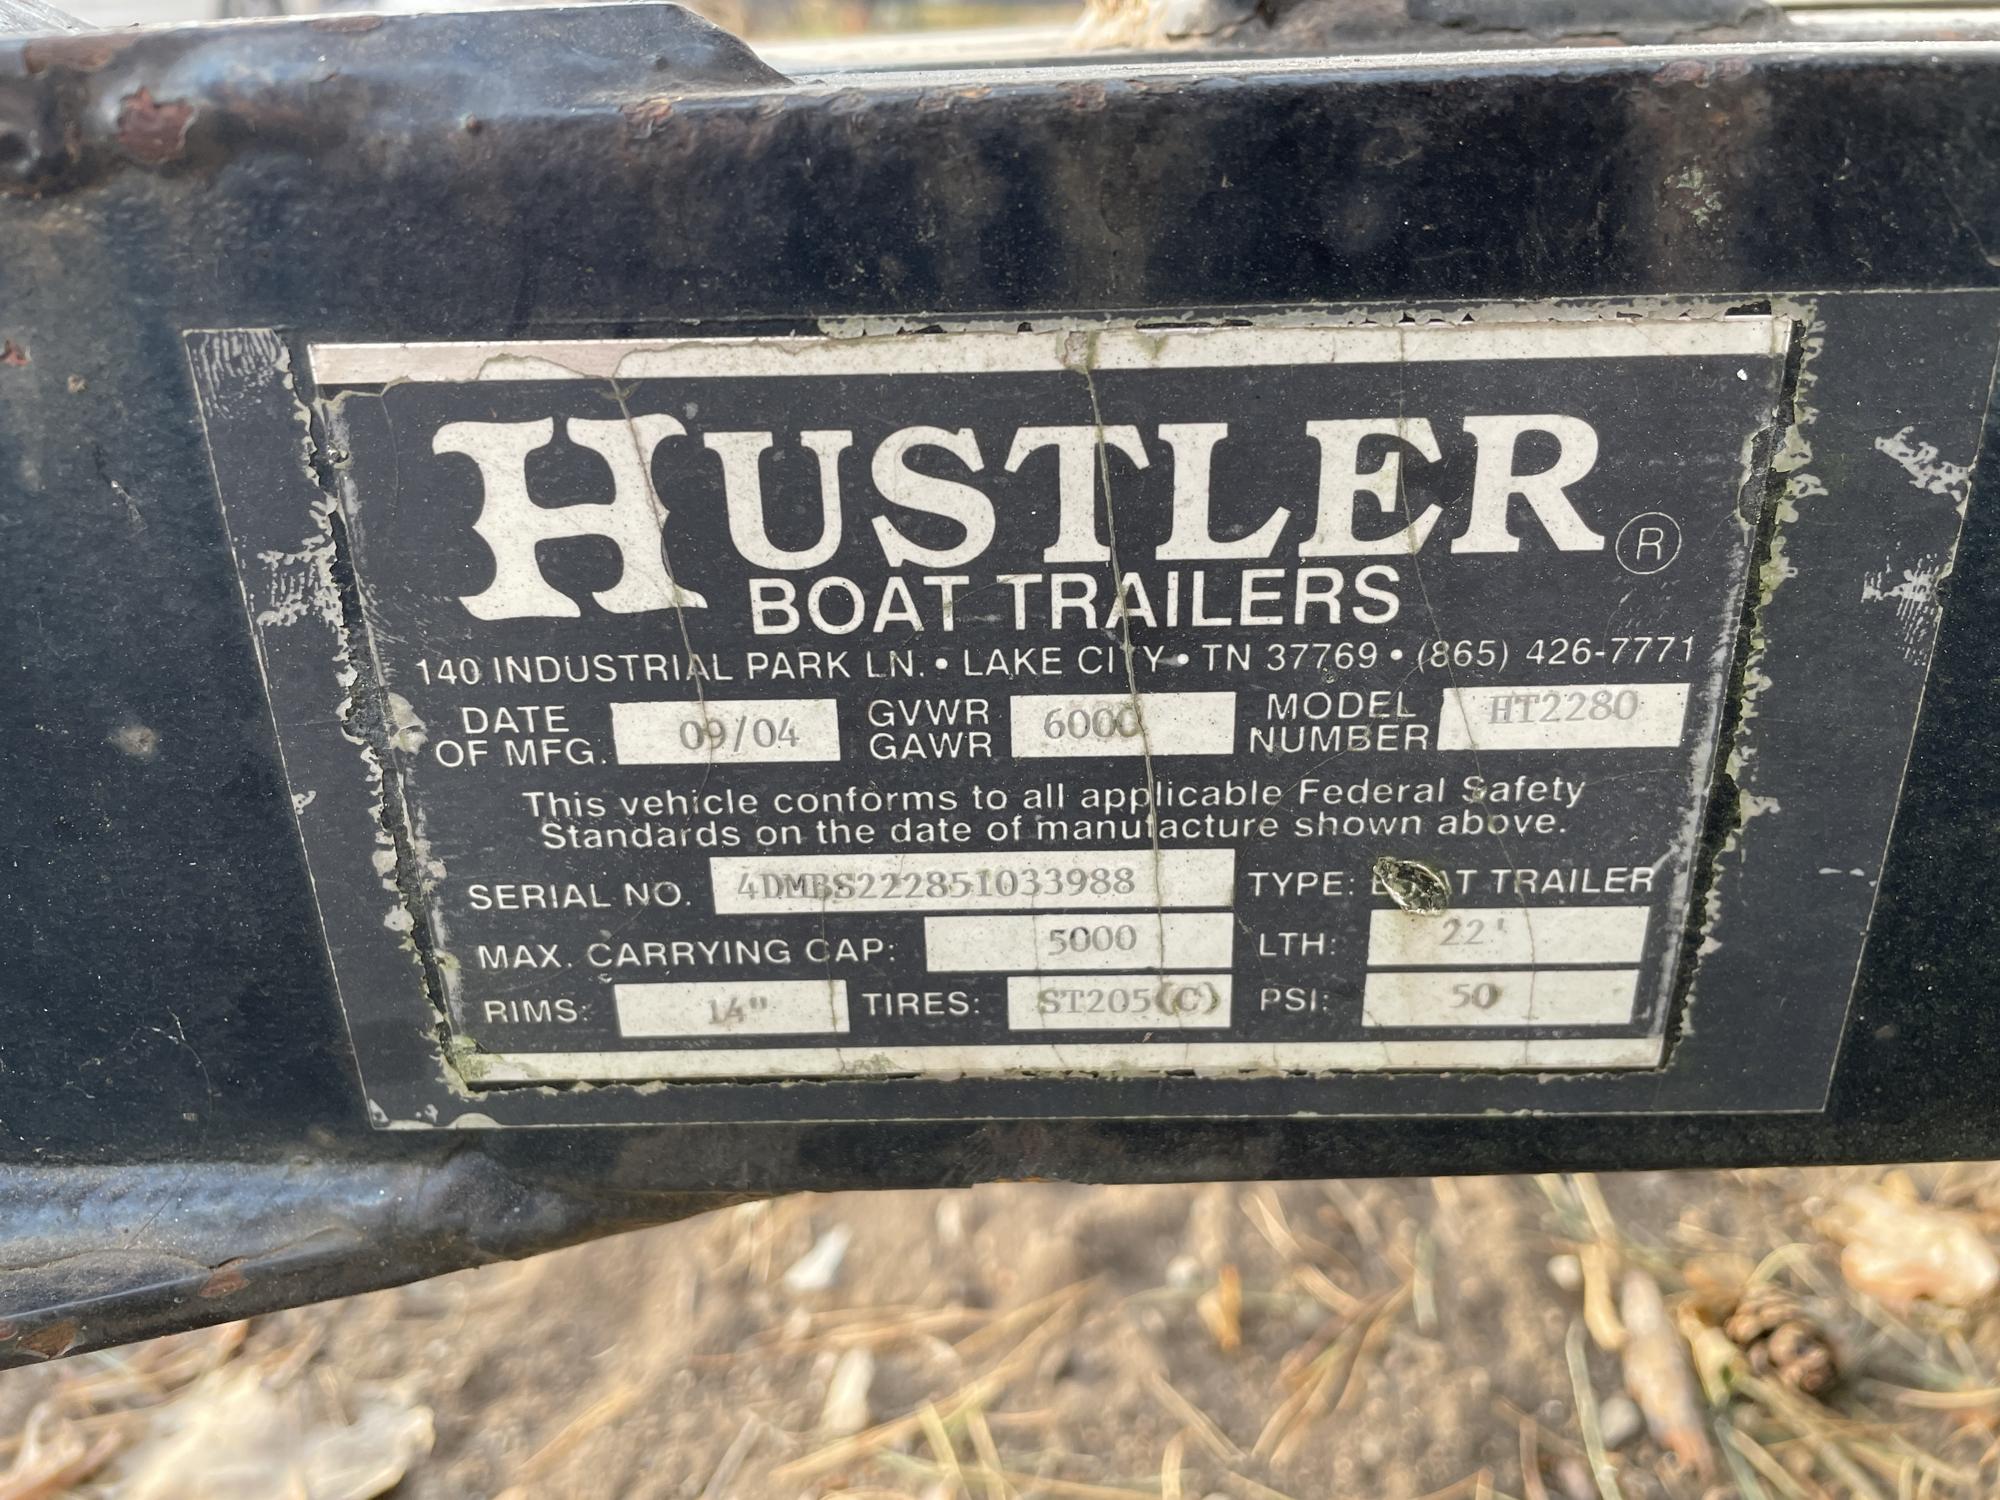 HUSTLER ®
BOAT TRAILERS
140 INDUSTRIAL PARK LN. • LAKE CITY • TN 37769 • (865) 426-7771
DATE OF MFG. 09/04 GVWR GAWR 6000 MODEL NUMBER HT2280
This vehicle conforms to all applicable Federal Safety
Standards on the date of manufacture shown above.
SERIAL NO. 4DMBS222851033988 TYPE: BOAT TRAILER
MAX. CARRYING CAP: 5000 LTH: 22'
RIMS: 14" TIRES: ST205(C) PSI: 50